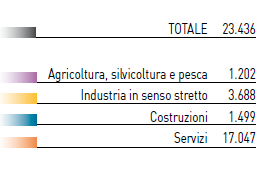 TOTALE 23.436
Agricoltura, silvicoltura e pesca 1.202
Industria in senso stretto 3.688
Costruzioni 1.499
Servizi 17.047